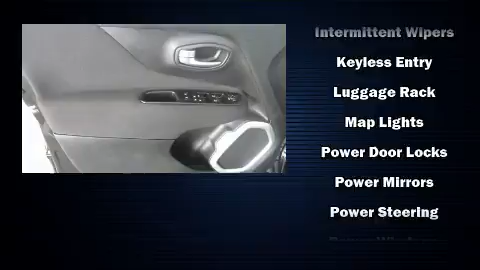 Intermittent Wipers
Keyless Entry
Luggage Rack
Map Lights
Power Door Locks
Power Mirrors
Power Steering